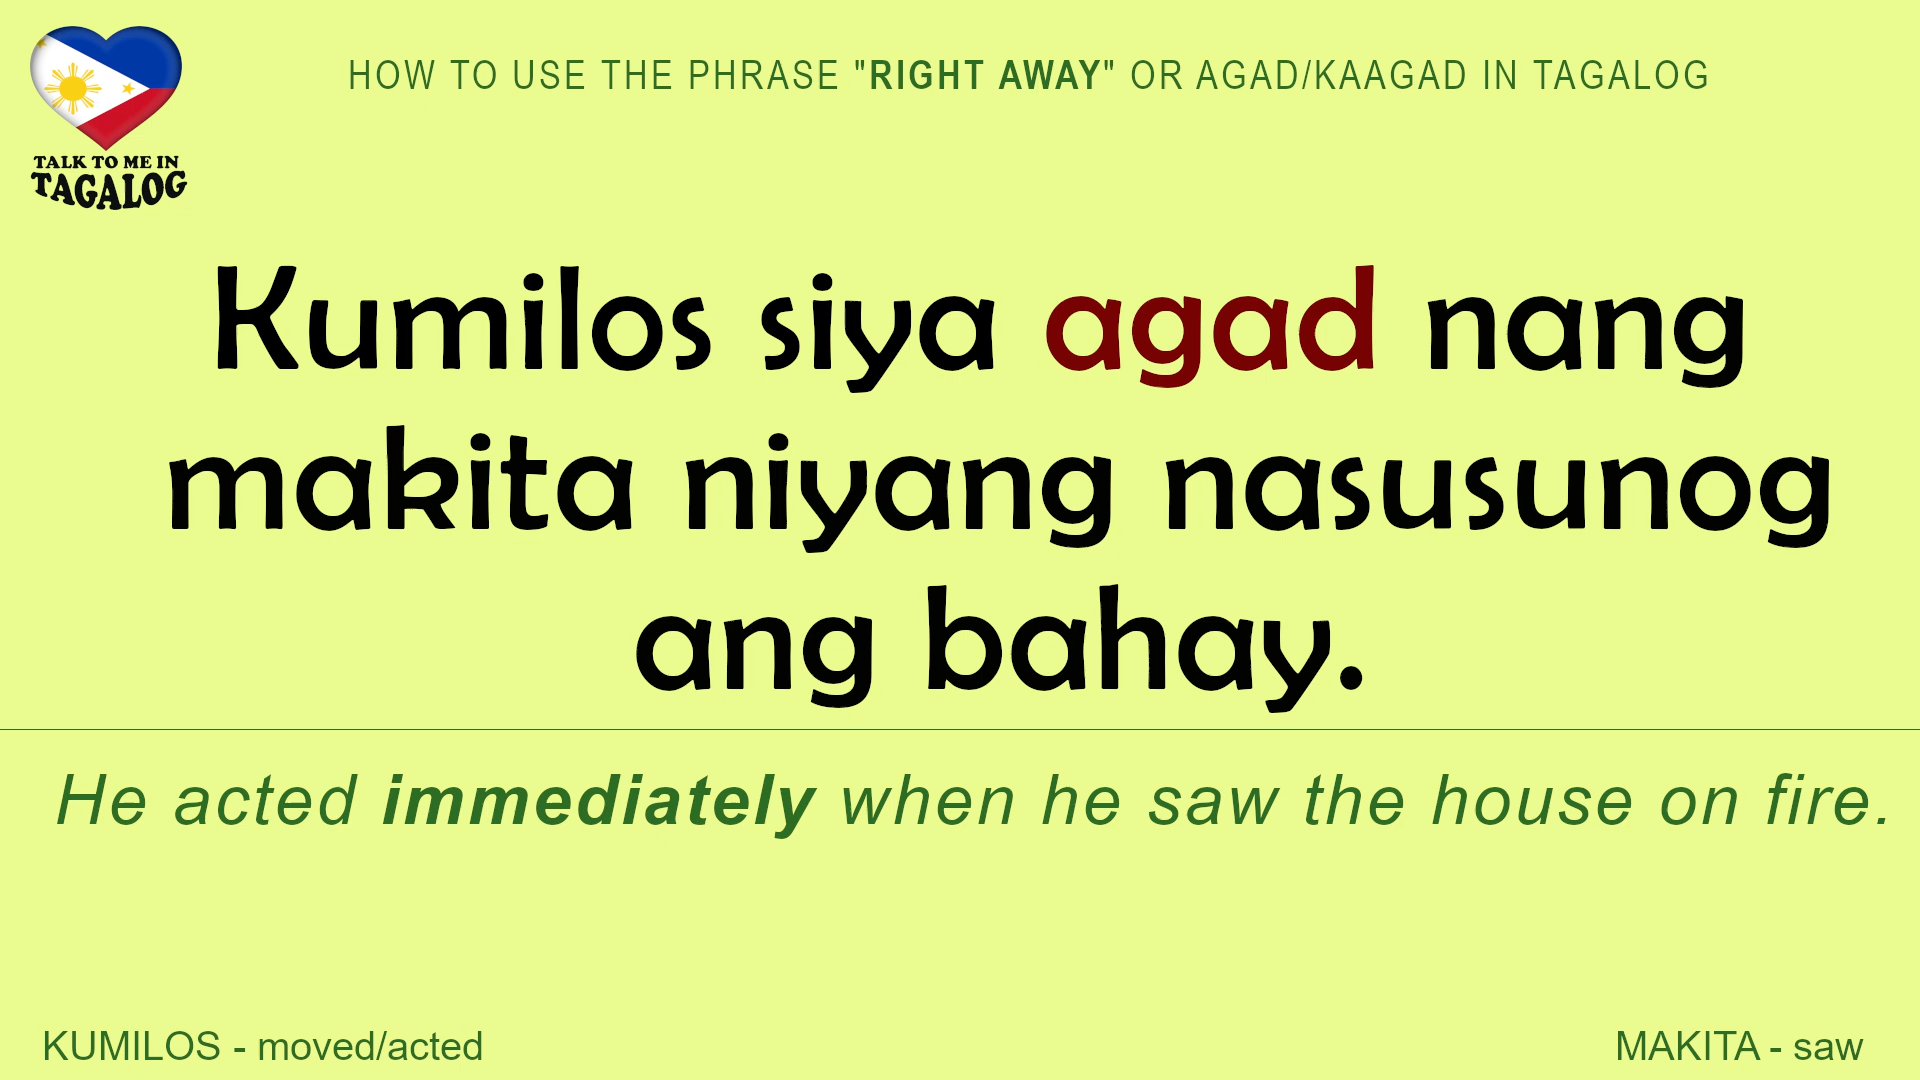 TALK TO ME IN
TAGALOG
HOW TO USE THE PHRASE "RIGHT AWAY" OR AGAD/KAAGAD IN TAGALOG
Kumilos siya agad nang
makita niyang nasusunog
ang bahay.
He acted immediately when he saw the house on fire.
KUMILOS - moved/acted
MAKITA - saw